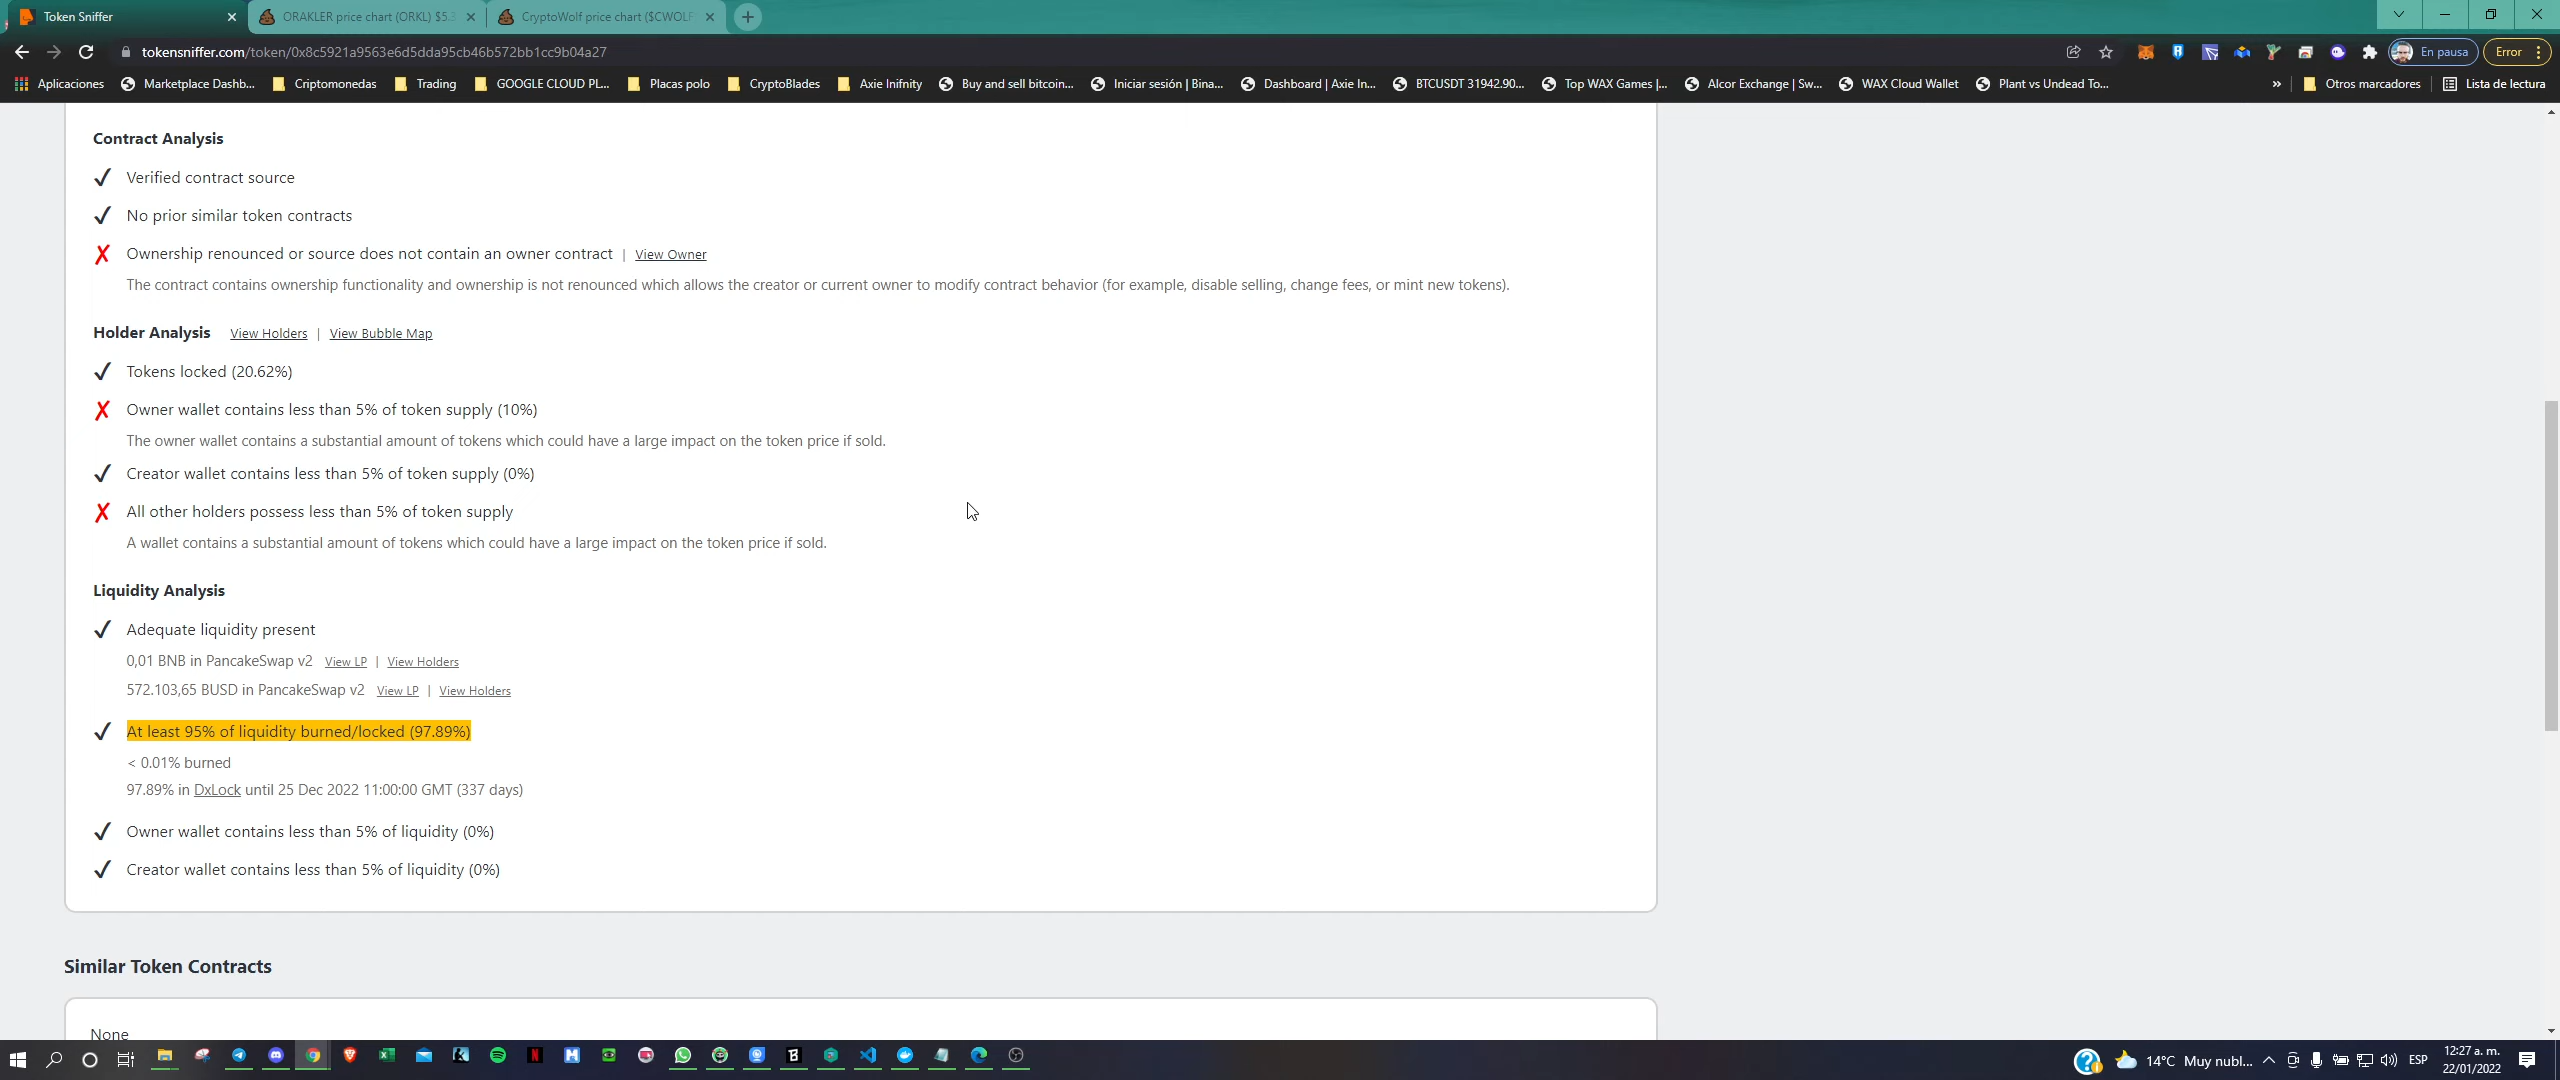 Token Sniffer
ORAKLER price chart (ORKL) $5.3
CryptoWolf price chart ($CWOLF
tokensniffer.com/token/0x8c5921a9563e6d5dda95cb46b572bb1cc9b04a27
En pausa
Error
Aplicaciones
Marketplace Dashb...
Criptomonedas
Trading
GOOGLE CLOUD PL...
Placas polo
CryptoBlades
Axie Inifnity
Buy and sell bitcoin...
Iniciar sesión | Bina...
Dashboard | Axie In...
BTCUSDT 31942.90...
Top WAX Games |...
Alcor Exchange | Sw...
WAX Cloud Wallet
Plant vs Undead To...
»
Otros marcadores
Lista de lectura
Contract Analysis
Verified contract source
No prior similar token contracts
Ownership renounced or source does not contain an owner contract | View Owner
The contract contains ownership functionality and ownership is not renounced which allows the creator or current owner to modify contract behavior (for example, disable selling, change fees, or mint new tokens).
Holder Analysis View Holders | View Bubble Map
Tokens locked (20.62%)
Owner wallet contains less than 5% of token supply (10%)
The owner wallet contains a substantial amount of tokens which could have a large impact on the token price if sold.
Creator wallet contains less than 5% of token supply (0%)
All other holders possess less than 5% of token supply
A wallet contains a substantial amount of tokens which could have a large impact on the token price if sold.
Liquidity Analysis
Adequate liquidity present
0,01 BNB in PancakeSwap v2 View LP | View Holders
572.103,65 BUSD in PancakeSwap v2 View LP | View Holders
At least 95% of liquidity burned/locked (97.89%)
< 0.01% burned
97.89% in DxLock until 25 Dec 2022 11:00:00 GMT (337 days)
Owner wallet contains less than 5% of liquidity (0%)
Creator wallet contains less than 5% of liquidity (0%)
Similar Token Contracts
None
14°C Muy nubl...
ESP
12:27 a. m.
22/01/2022